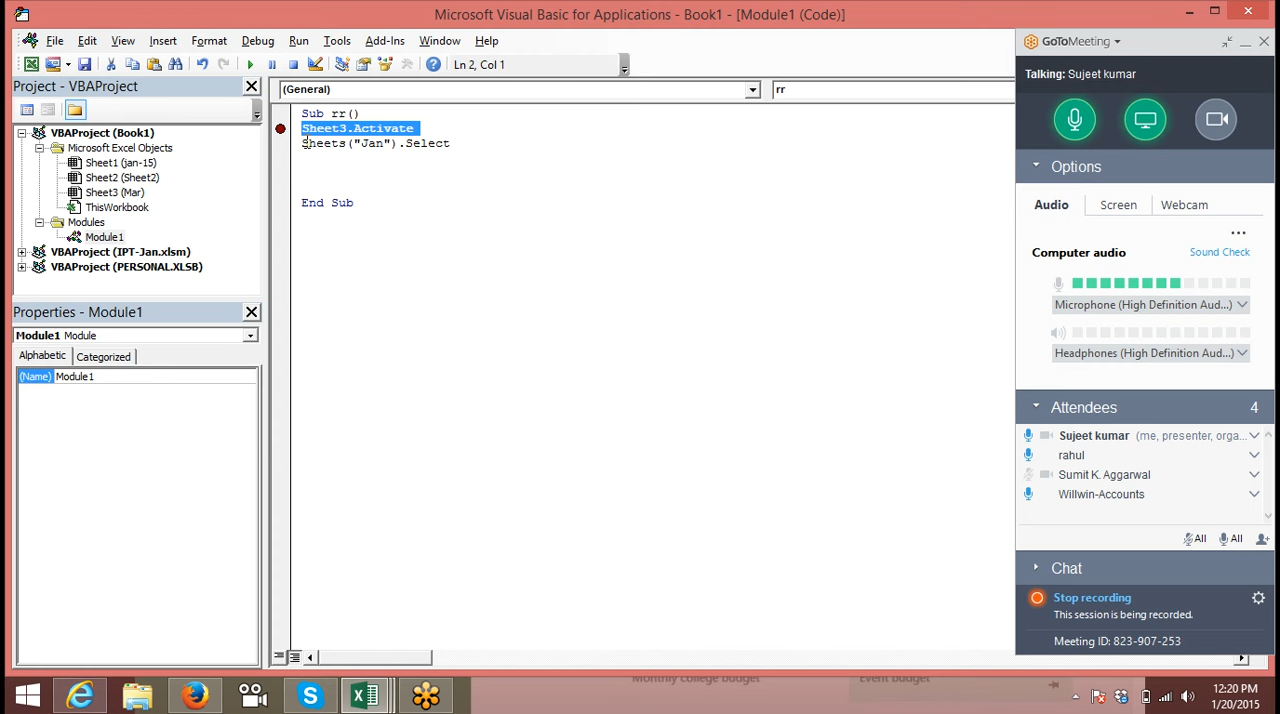 Microsoft Visual Basic for Applications - Book1 - [Module1 (Code)]
File Edit View Insert Format Debug Run Tools Add-Ins Window Help
Ln 2, Col 1
Project - VBAProject
VBAProject (Book1)
Microsoft Excel Objects
Sheet1 (jan-15)
Sheet2 (Sheet2)
Sheet3 (Mar)
ThisWorkbook
Modules
Module1
VBAProject (IPT-Jan.xlsm)
VBAProject (PERSONAL.XLSB)
Properties - Module1
Module1 Module
Alphabetic Categorized
(Name) Module1
(General) rr
Sub rr()
Sheet3.Activate
Sheets("Jan").Select
End Sub
GoToMeeting
Talking: Sujeet kumar
Options
Audio Screen Webcam
Computer audio Sound Check
Microphone (High Definition Aud...)
Headphones (High Definition Aud...)
Attendees 4
Sujeet kumar (me, presenter, orga...
rahul
Sumit K. Aggarwal
Willwin-Accounts
All All
Chat
Stop recording
This session is being recorded.
Meeting ID: 823-907-253
Monthly college budget Event budget
12:20 PM
1/20/2015